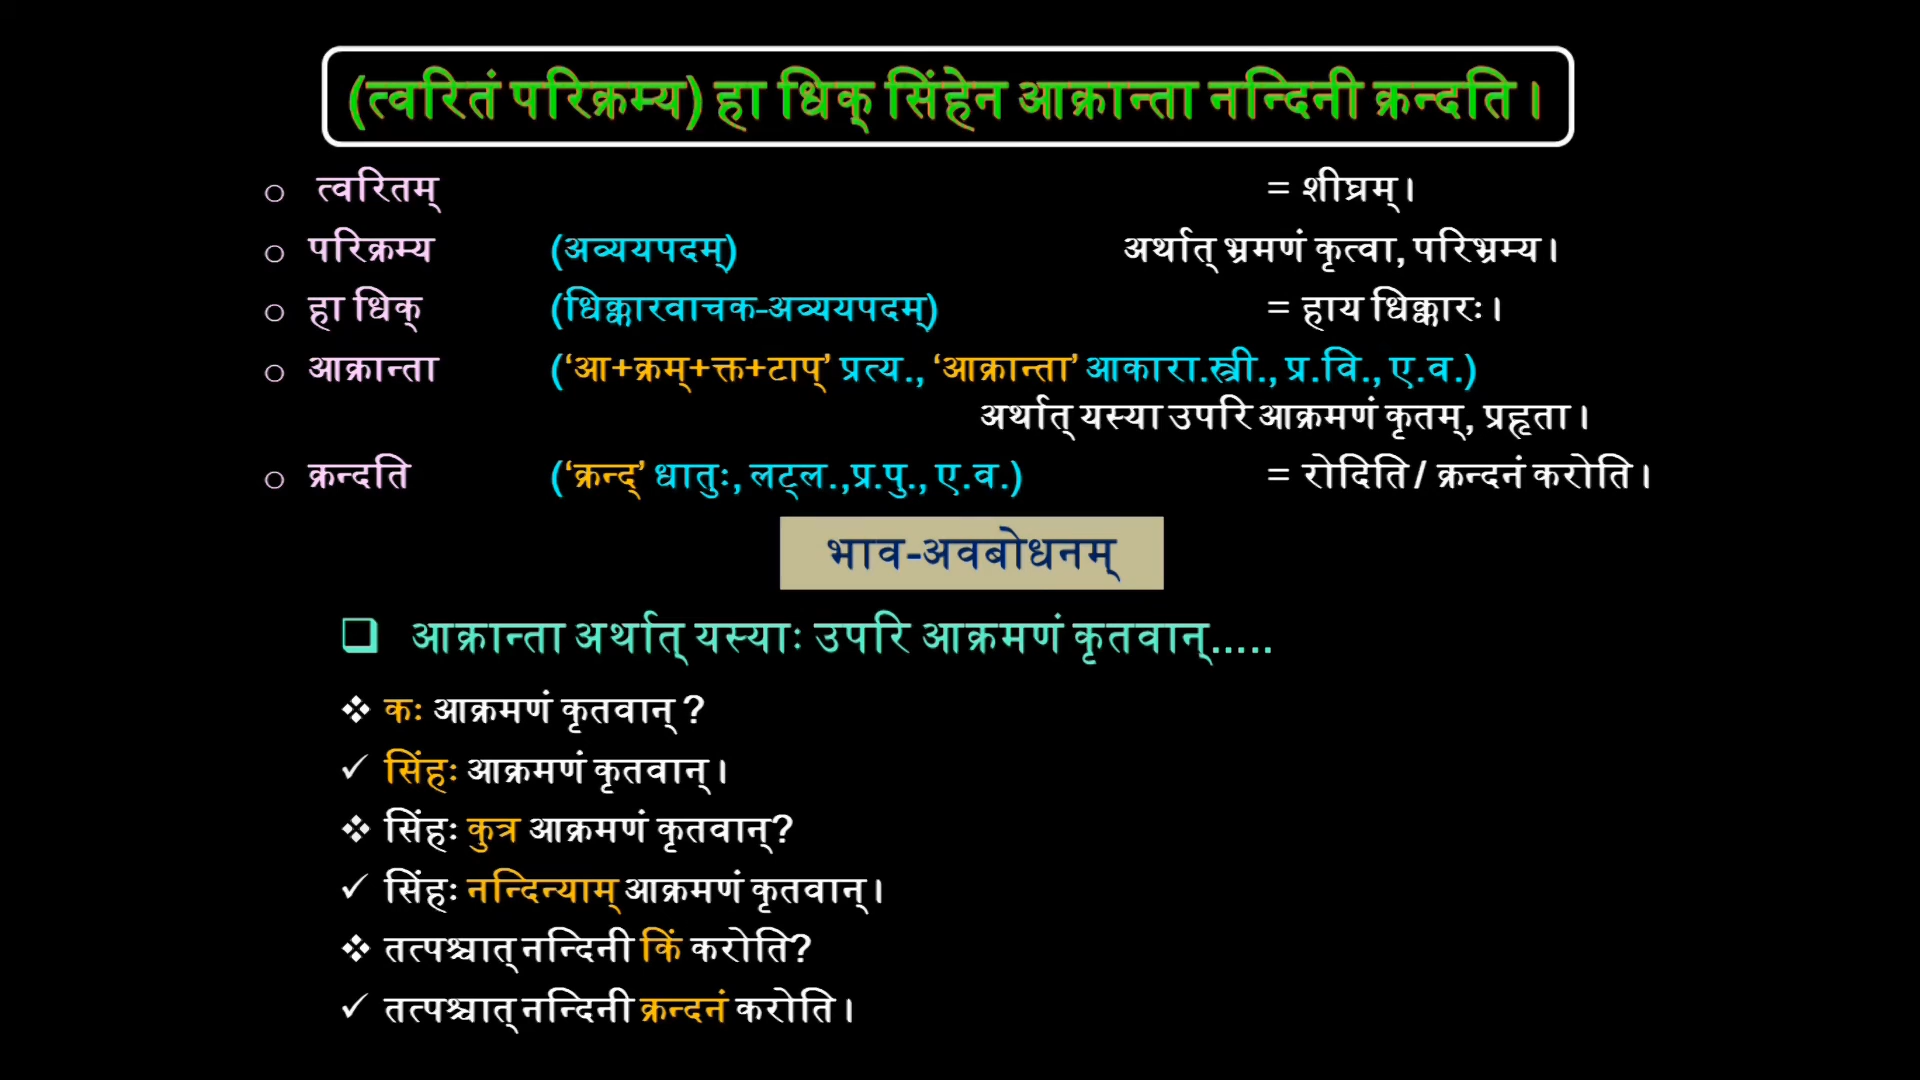 (त्वरितं परिक्रम्य) हा धिक् सिंहेन आक्रान्ता नन्दिनी क्रन्दति।
त्वरितम् = शीघ्रम्।
परिक्रम्य (अव्ययपदम्) अर्थात् भ्रमणं कृत्वा, परिभ्रम्य।
हा धिक् (धिक्कारवाचक-अव्ययपदम्) = हाय धिक्कारः।
आक्रान्ता (‘आ+क्रम्+क्त+टाप्’ प्रत्य., ‘आक्रान्ता’ आकारा.स्त्री., प्र.वि., ए.व.)
अर्थात् यस्या उपरि आक्रमणं कृतम्, प्रहृता।
क्रन्दति (‘क्रन्द्’ धातुः, लट्ल.,प्र.पु., ए.व.) = रोदिति/ क्रन्दनं करोति।
भाव-अवबोधनम्
आक्रान्ता अर्थात् यस्याः उपरि आक्रमणं कृतवान्.....
कः आक्रमणं कृतवान् ?
सिंहः आक्रमणं कृतवान्।
सिंहः कुत्र आक्रमणं कृतवान्?
सिंहः नन्दिन्याम् आक्रमणं कृतवान्।
तत्पश्चात् नन्दिनी किं करोति?
तत्पश्चात् नन्दिनी क्रन्दनं करोति।